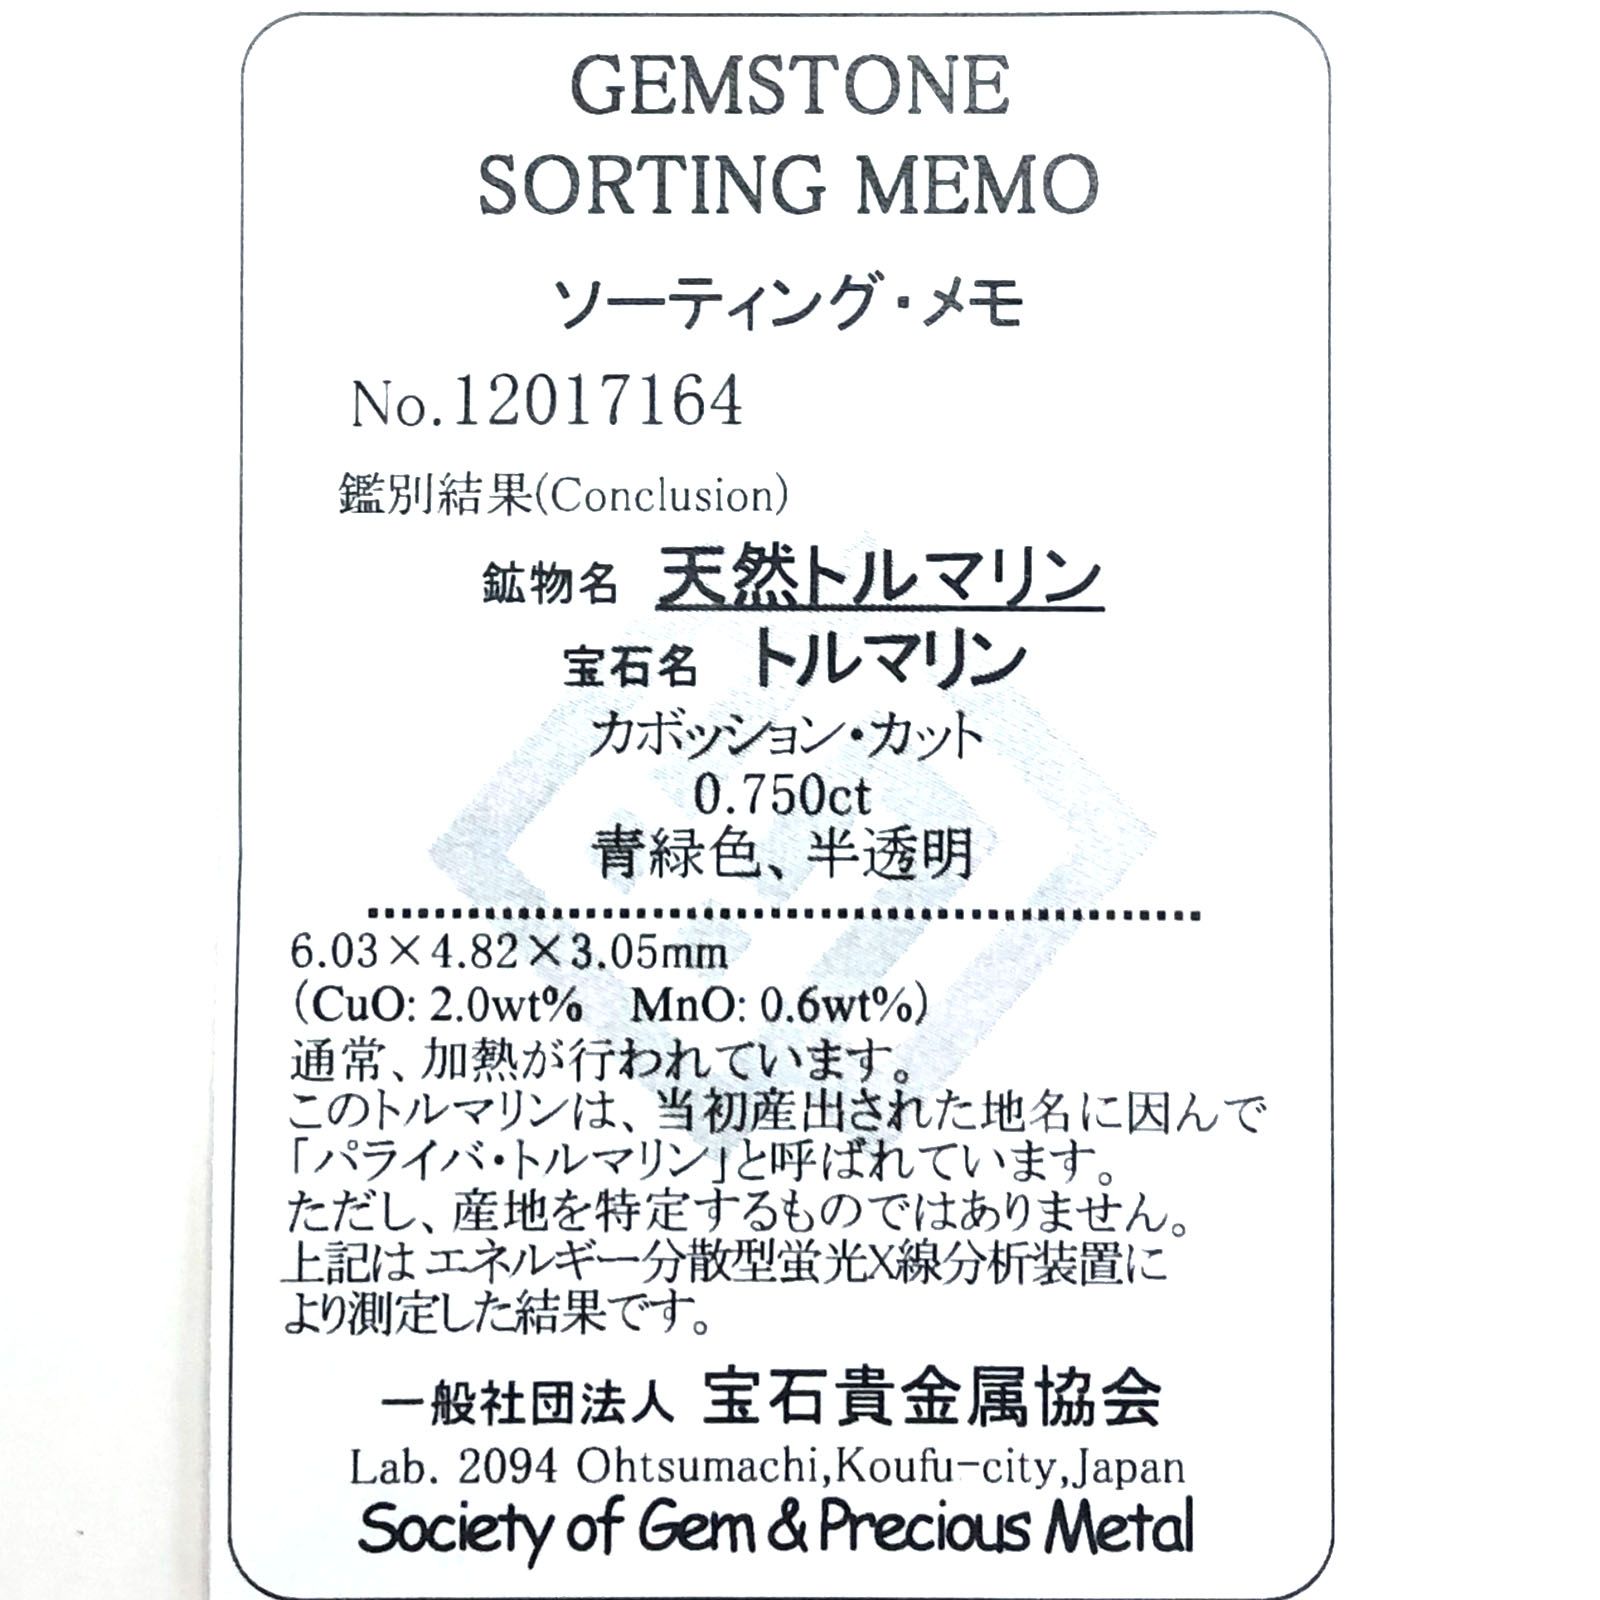 GEMSTONE
SORTING MEMO
ソーティング・メモ
No.12017164
鑑別結果(Conclusion)
鉱物名 天然トルマリン
宝石名 トルマリン
カボッション・カット
0.750ct
青緑色、半透明
6.03×4.82×3.05mm
(CuO: 2.0wt% MnO: 0.6wt%)
通常、加熱が行われています。
このトルマリンは、当初産出された地名に因んで
「パライバ・トルマリン」と呼ばれています。
ただし、産地を特定するものではありません。
上記はエネルギー分散型蛍光X線分析装置に
より測定した結果です。
一般社団法人 宝石貴金属協会
Lab. 2094 Ohtsumachi,Koufu-city,Japan
Society of Gem & Precious Metal